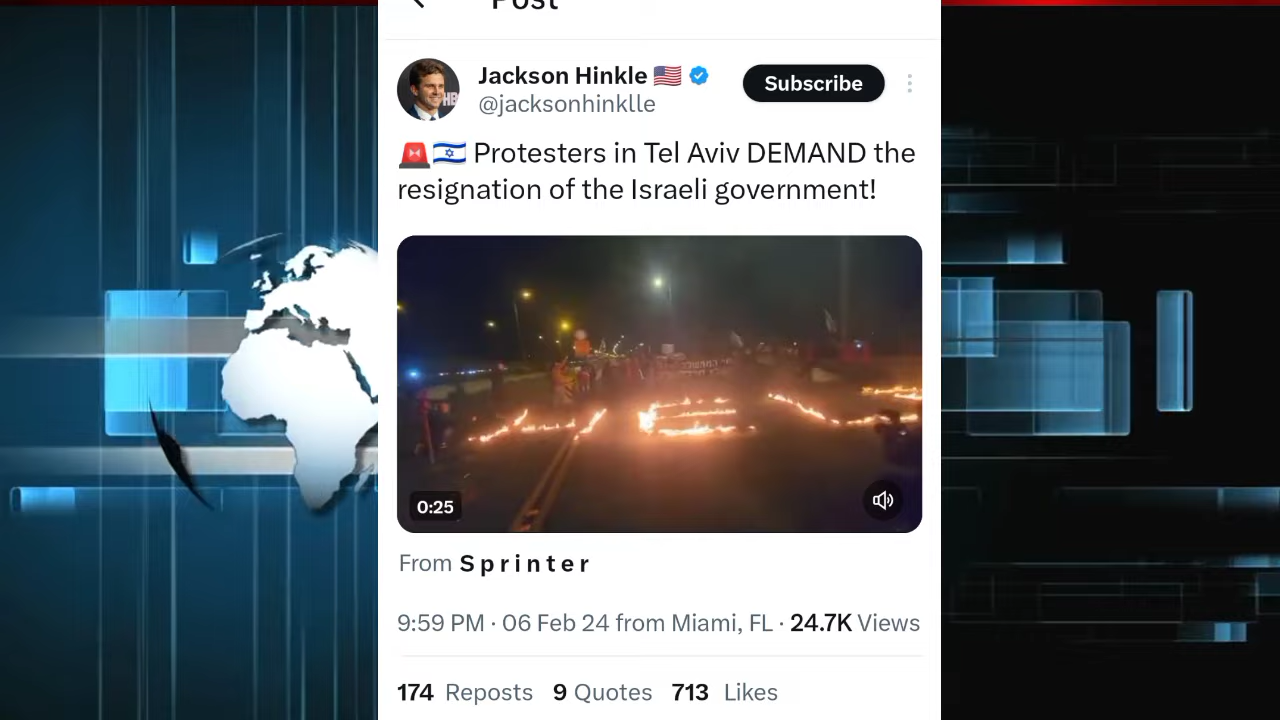 Post
Jackson Hinkle
@jacksonhinklle
Subscribe
Protesters in Tel Aviv DEMAND the
resignation of the Israeli government!
0:25
From Sprinter
9:59 PM · 06 Feb 24 from Miami, FL · 24.7K Views
174 Reposts 9 Quotes 713 Likes